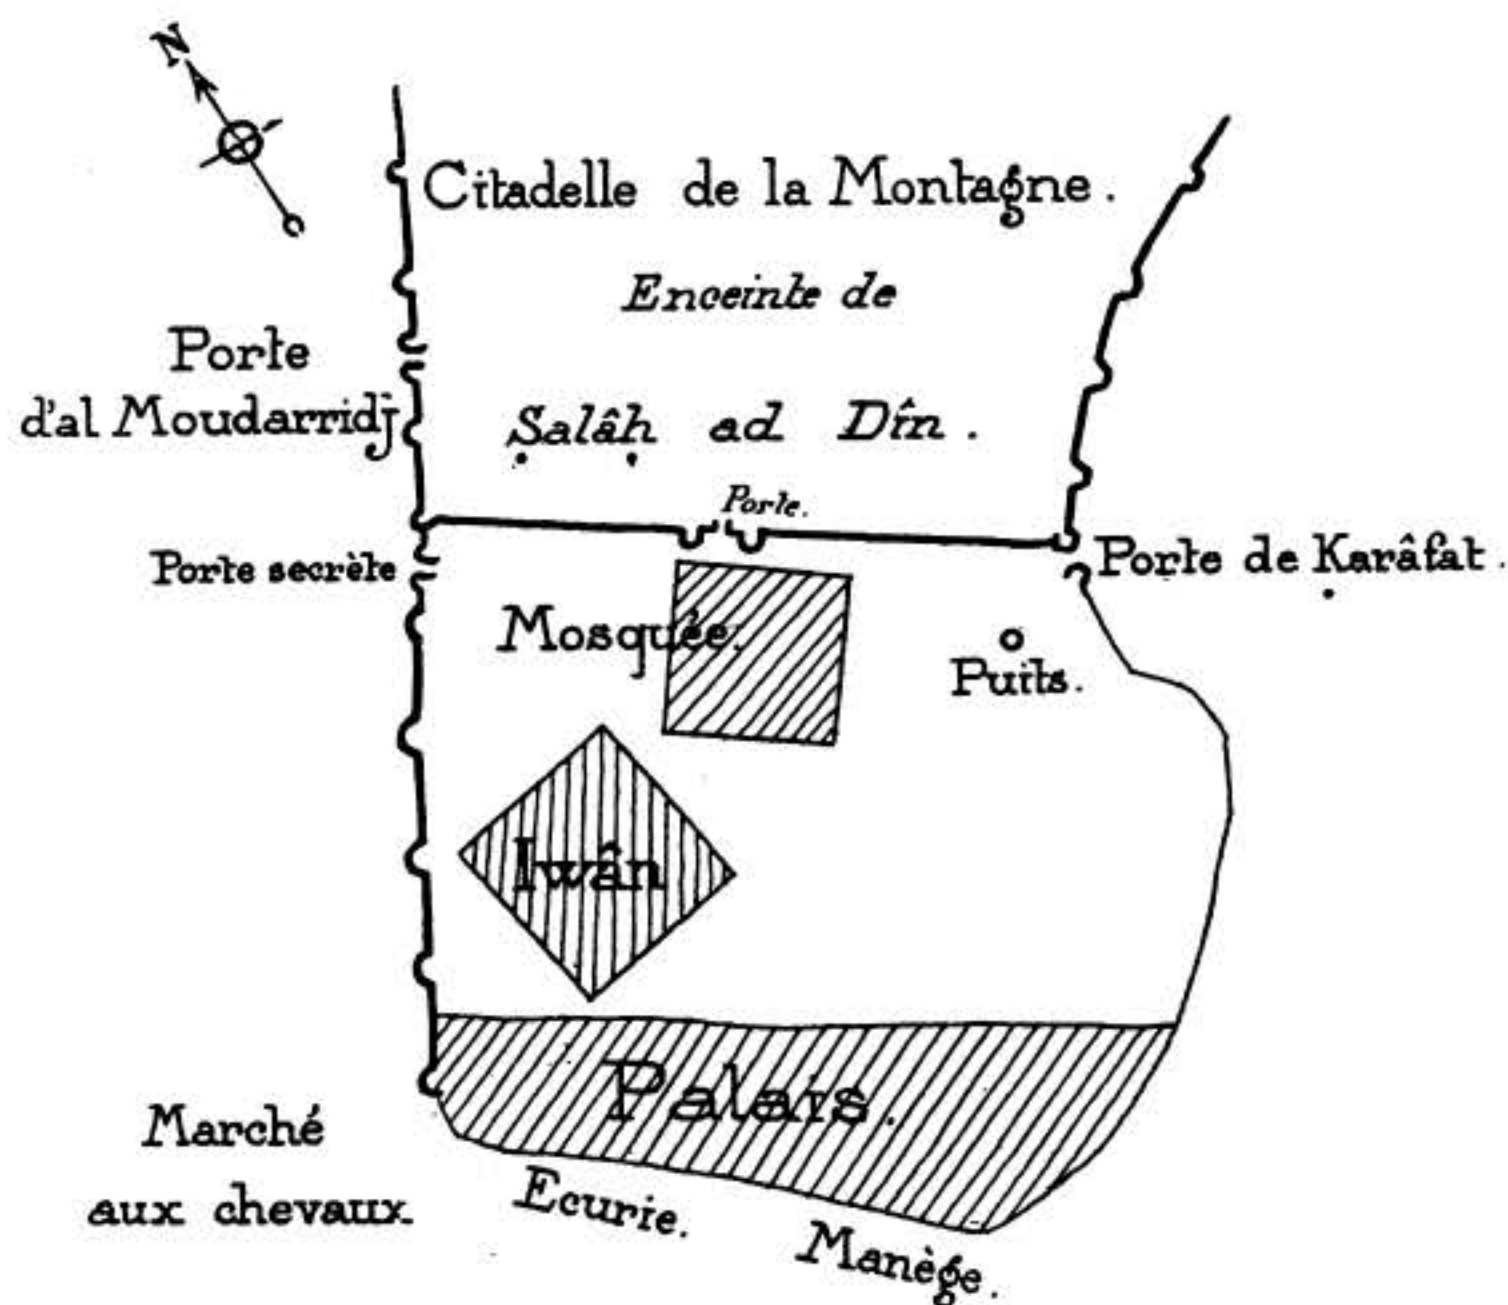 N
Citadelle de la Montagne.
Enceinte de
Porte
d'al Moudarridj
Ṣalâḥ ad Dîn.
Porte.
Porte secrète
Porte de Ḳarâfat.
Mosquée.
Puits.
Iwân
Palais.
Marché
aux chevaux.
Ecurie.
Manège.